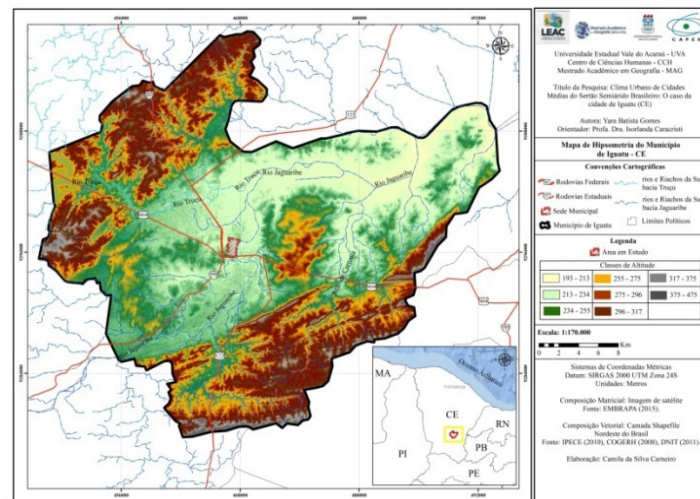 LEAC
CAPES
Universidade Estadual Vale do Acaraú - UVA
Centro de Ciências Humanas - CCH
Mestrado Acadêmico em Geografia - MAG
Título da Pesquisa: Clima Urbano de Cidades
Médias do Sertão Semiárido Brasileiro: O caso da
cidade de Iguatu (CE)
Autora: Yara Batista Gomes
Orientador: Profa. Dra. Isorlanda Caracristi
Mapa de Hipsometria do Município
de Iguatu - CE
Convenções Cartográficas
Rodovias Federais
Rodovias Estaduais
Sede Municipal
Município de Iguatu
rios e Riachos da Su
bacia Truçu
rios e Riachos da Su
bacia Jaguaribe
Limites Políticos
Legenda
Área em Estudo
Classes de Altitude
193 - 213
255 - 275
317 - 375
213 - 234
275 - 296
375 - 475
234 - 255
296 - 317
Escala: 1:170.000
0 2 4 6 8 Km
Sistemas de Coordenadas Métricas
Datum: SIRGAS 2000 UTM Zona 24S
Unidades: Metros
Composição Matricial: Imagem de satélite
Fonte: EMBRAPA (2015).
Composição Vetorial: Camada Shapefile
Nordeste do Brasil
Fonte: IPECE (2010), COGERH (2008), DNIT (2011).
Elaboração: Camila da Silva Carneiro
Rio Truçu
Rio Jaguaribe
Rio Jaguaribe
Rio Truçu
Rio Jaguaribe
Oceano Atlântico
Fortaleza
MA
CE
RN
PI
PB
PE